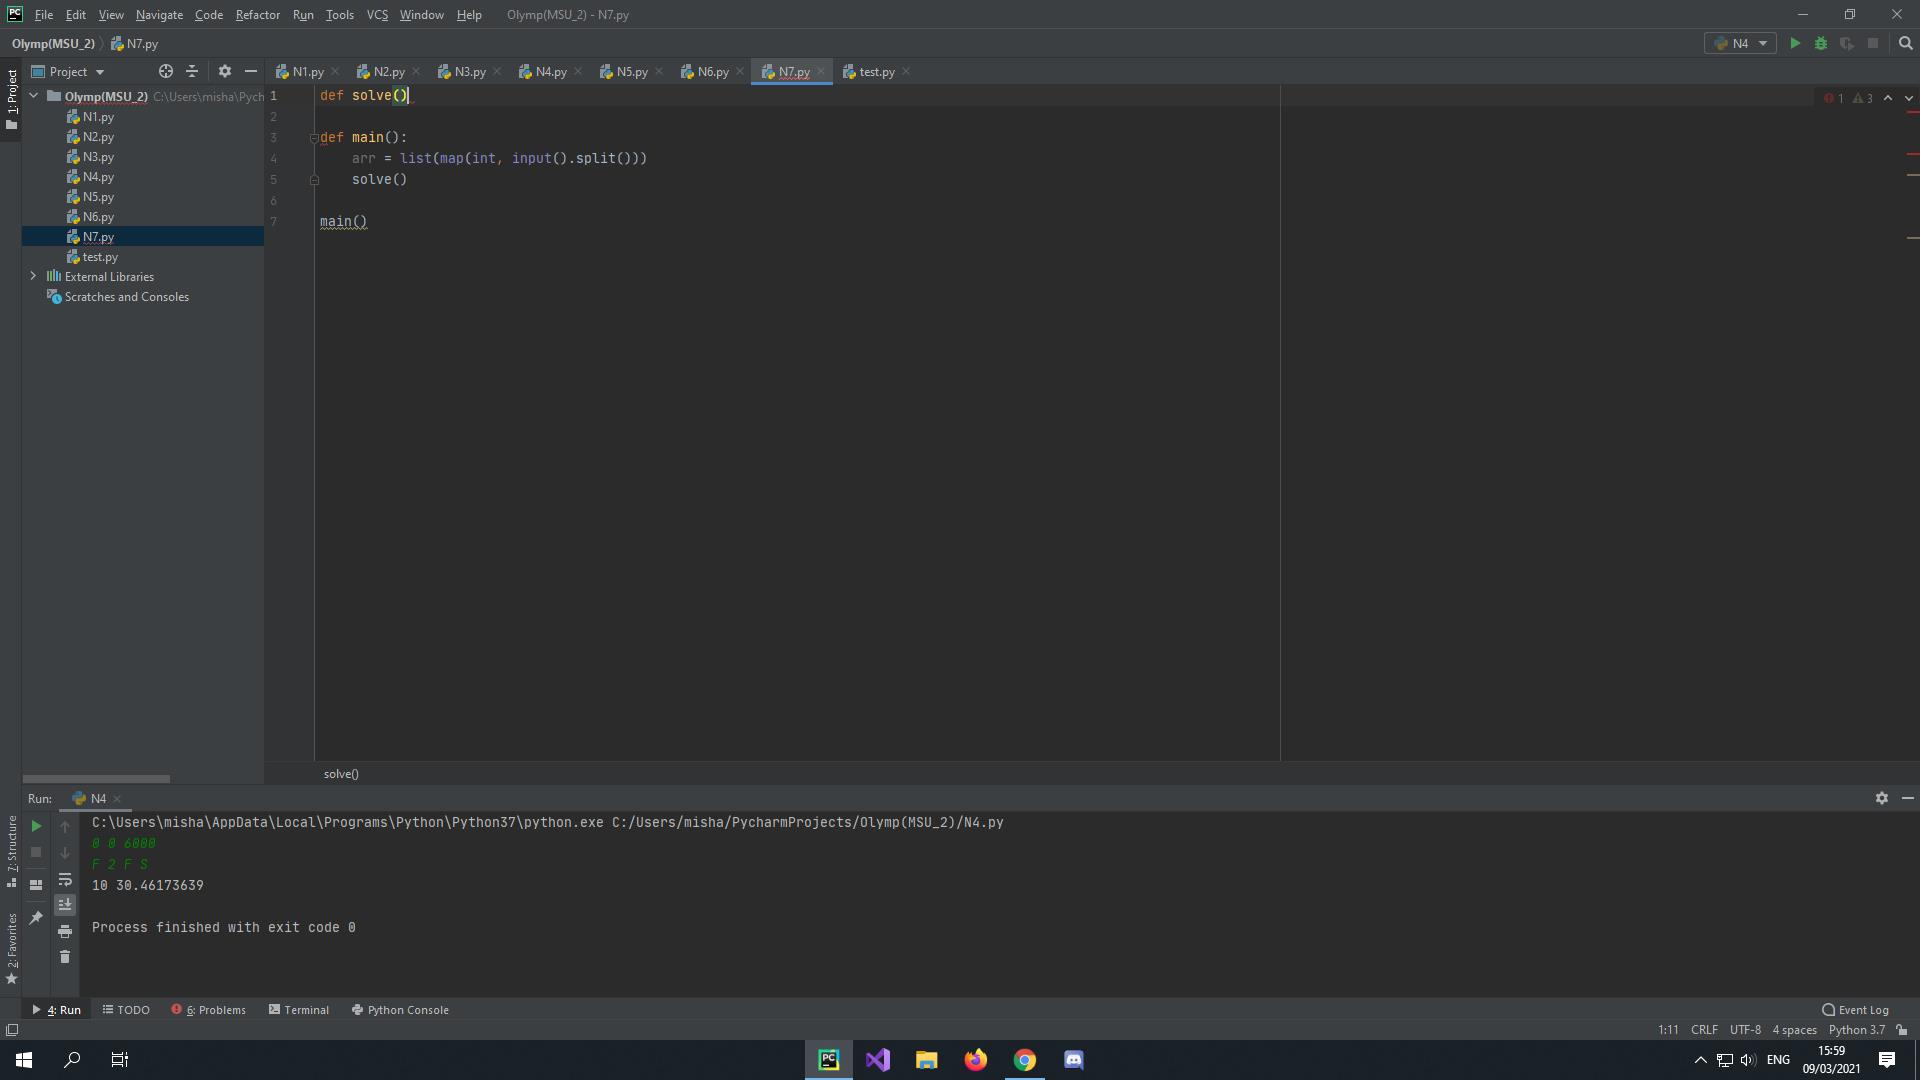 PC File Edit View Navigate Code Refactor Run Tools VCS Window Help Olymp(MSU_2) - N7.py
Olymp(MSU_2) N7.py N4
1: Project
Project N1.py N2.py N3.py N4.py N5.py N6.py N7.py test.py
Olymp(MSU_2) C:\Users\misha\Pych
N1.py
N2.py
N3.py
N4.py
N5.py
N6.py
N7.py
test.py
External Libraries
Scratches and Consoles
1 def solve()
2
3 def main():
4 arr = list(map(int, input().split()))
5 solve()
6
7 main()
1 3
solve()
Run: N4
7: Structure
2: Favorites
C:\Users\misha\AppData\Local\Programs\Python\Python37\python.exe C:/Users/misha/PycharmProjects/Olymp(MSU_2)/N4.py
0 0 6000
F 2 F S
10 30.46173639
Process finished with exit code 0
4: Run TODO 6: Problems Terminal Python Console Event Log
1:11 CRLF UTF-8 4 spaces Python 3.7
PC ENG 15:59
09/03/2021